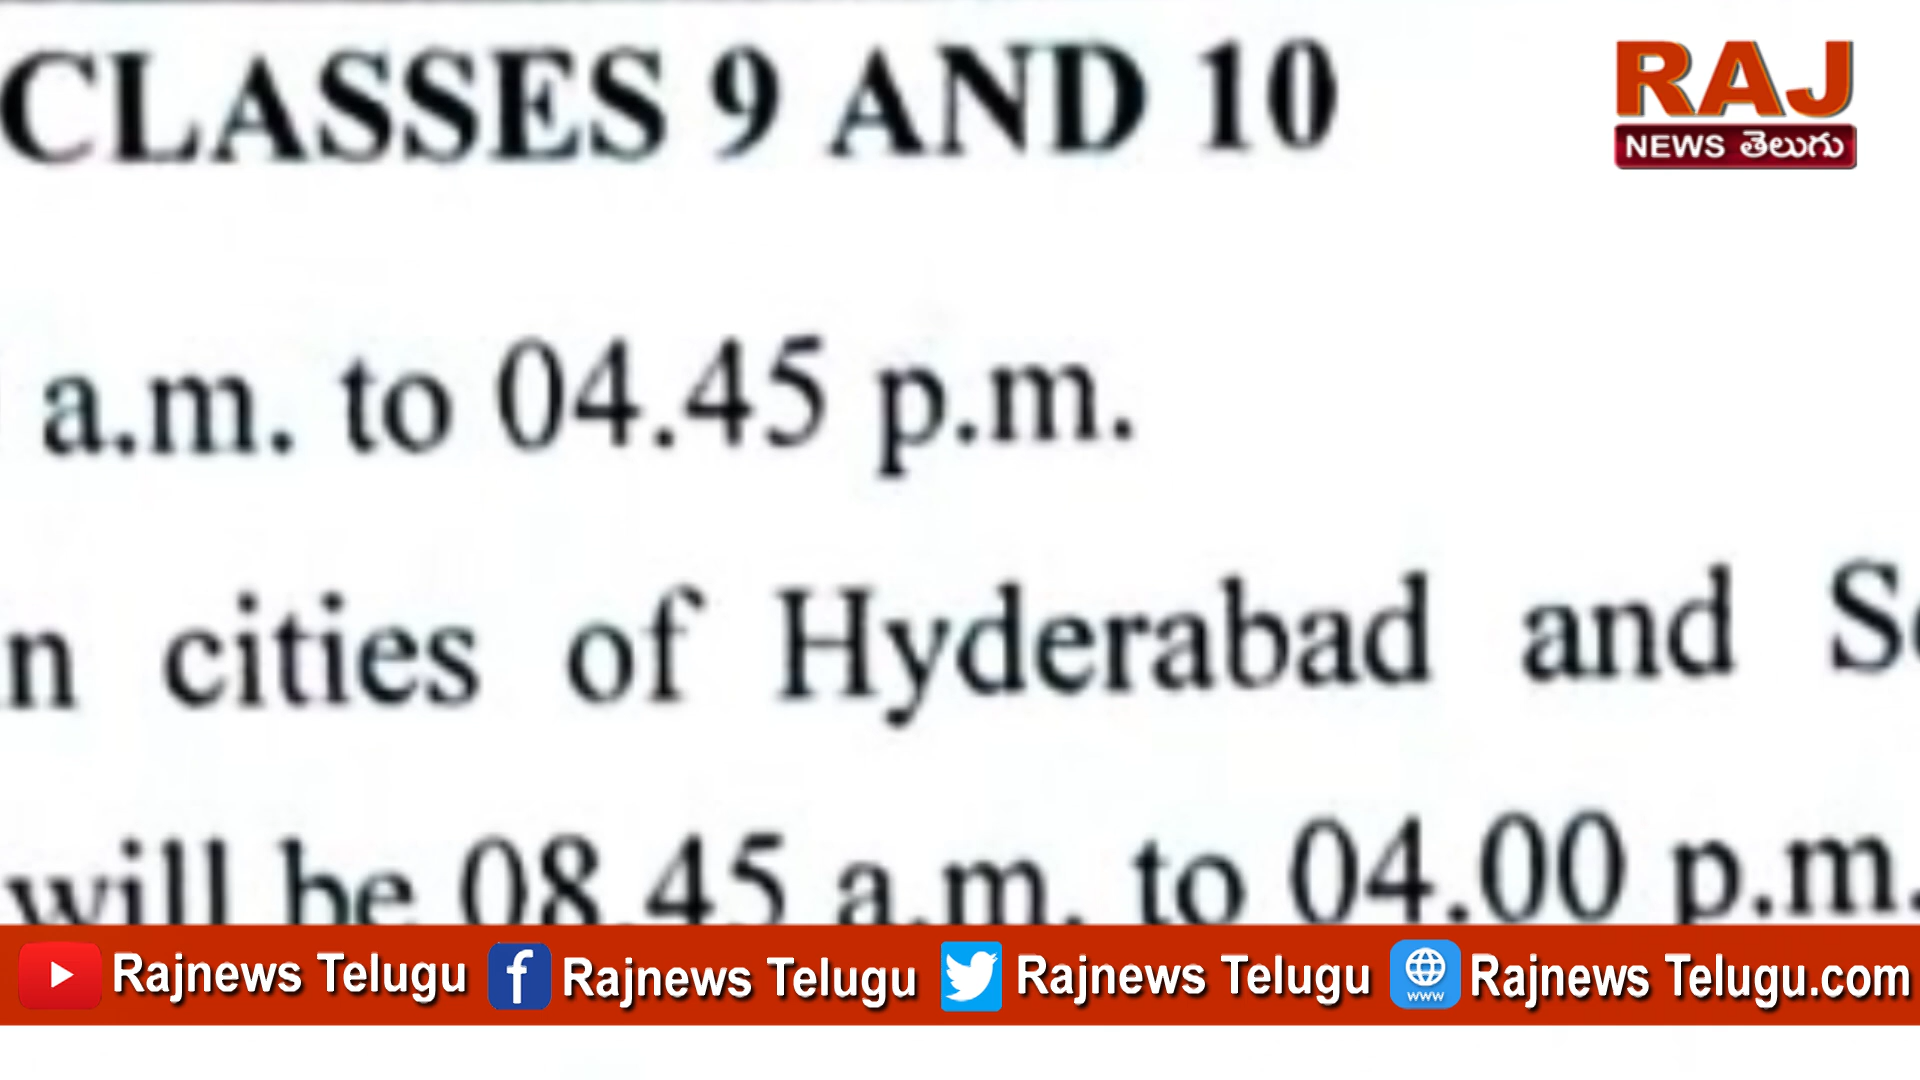 CLASSES 9 AND 10
RAJ
NEWS తెలుగు
a.m. to 04.45 p.m.
cities of Hyderabad and
will be 08.45 a.m. to 04.00 p.m.
Rajnews Telugu
Rajnews Telugu
Rajnews Telugu
www
Rajnews Telugu.com